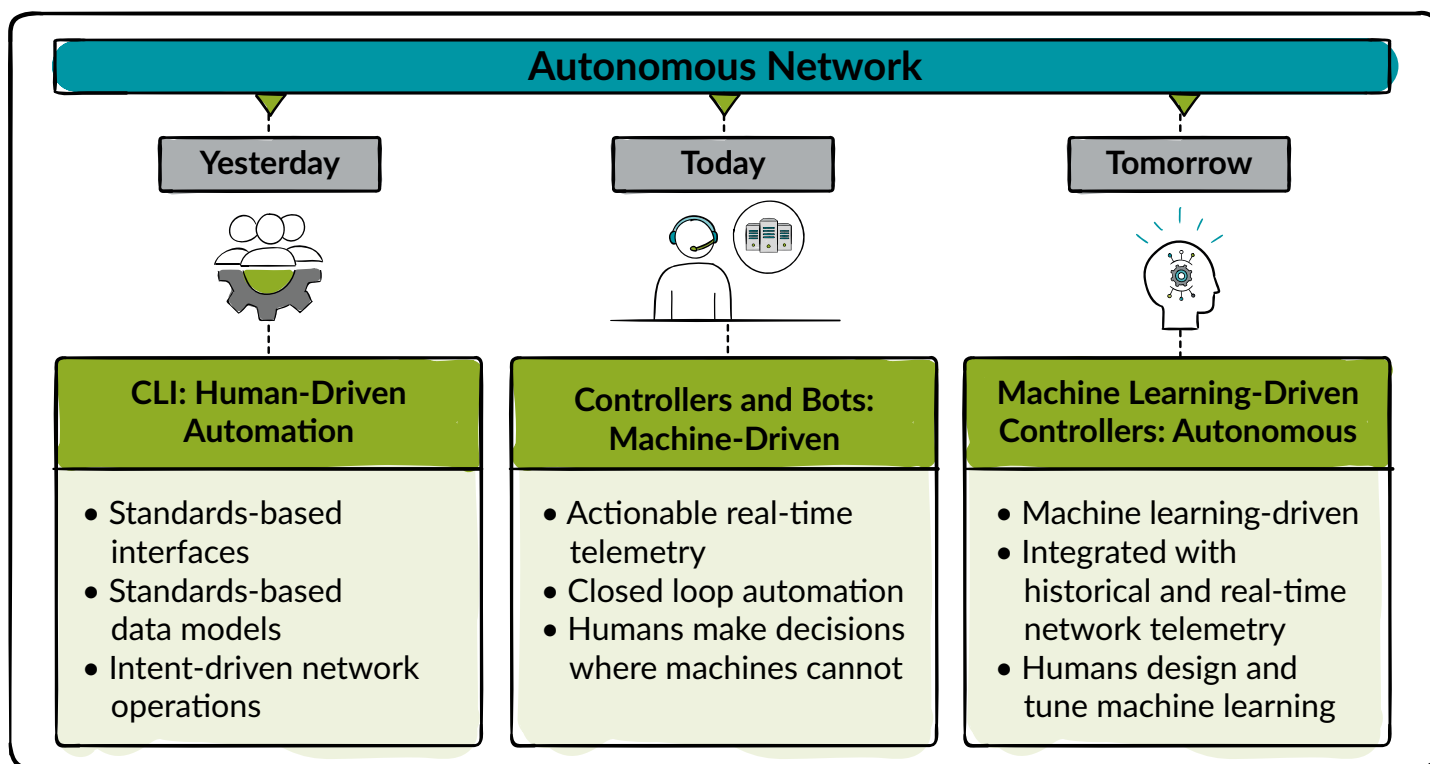 Autonomous Network
Yesterday
Today
Tomorrow
CLI: Human-Driven
Automation
• Standards-based
interfaces
• Standards-based
data models
• Intent-driven network
operations
Controllers and Bots:
Machine-Driven
• Actionable real-time
telemetry
• Closed loop automation
• Humans make decisions
where machines cannot
Machine Learning-Driven
Controllers: Autonomous
• Machine learning-driven
• Integrated with
historical and real-time
network telemetry
• Humans design and
tune machine learning